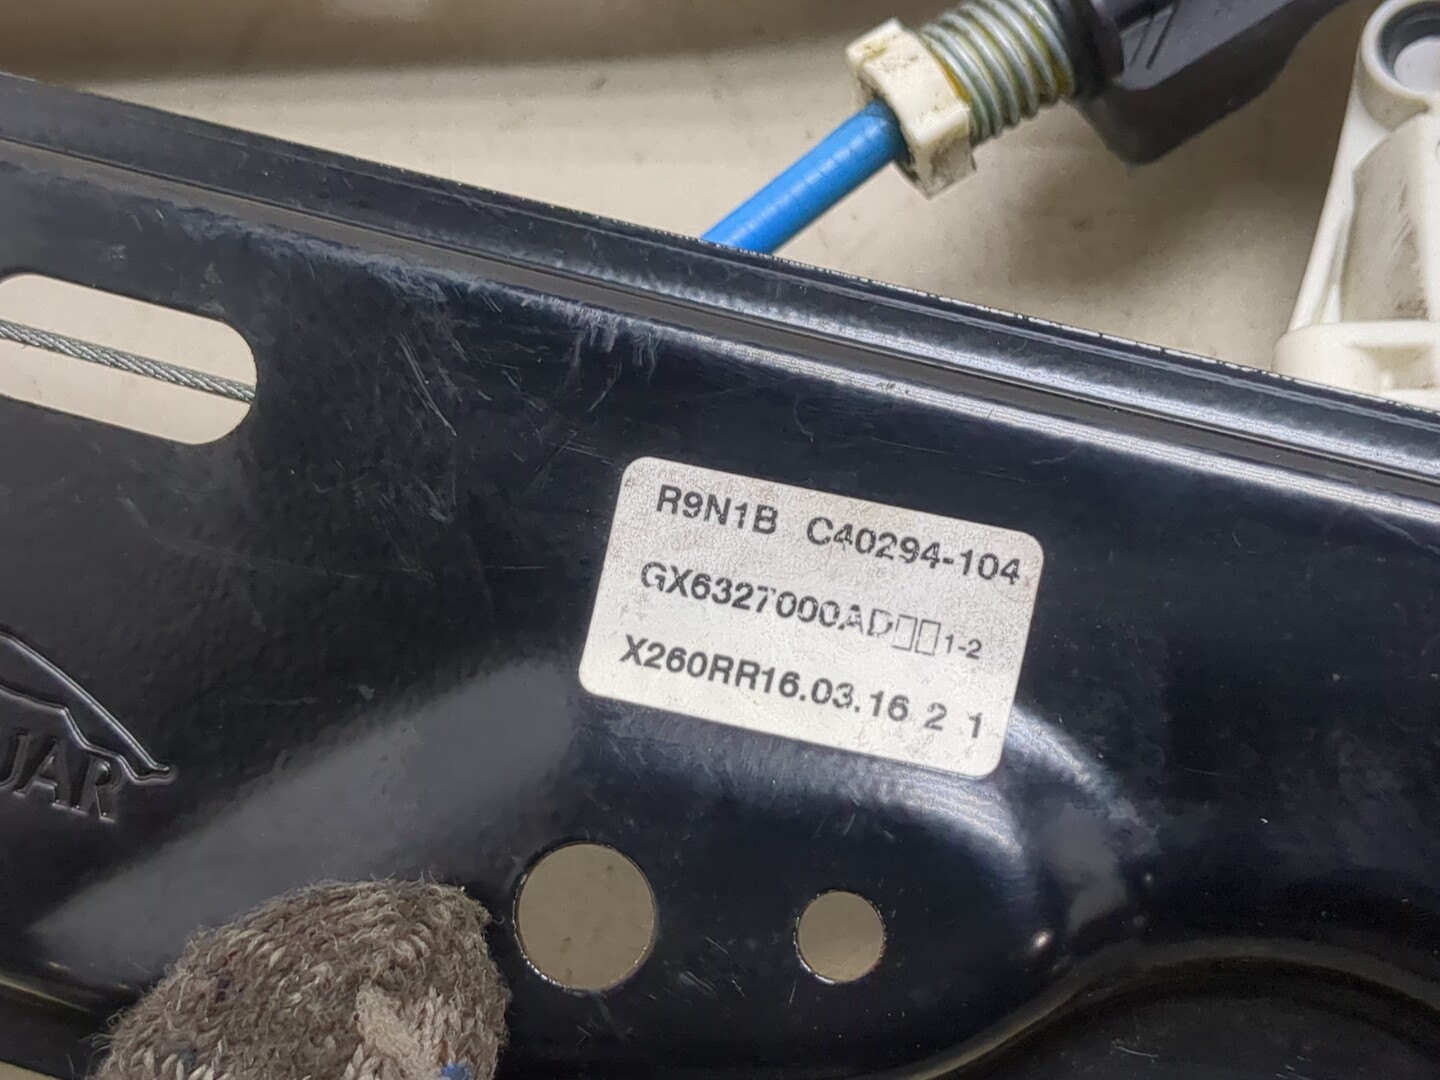 R9N1B C40294-104
GX6327000AD▯▯1-2
X260RR16.03.16 2 1
UAR